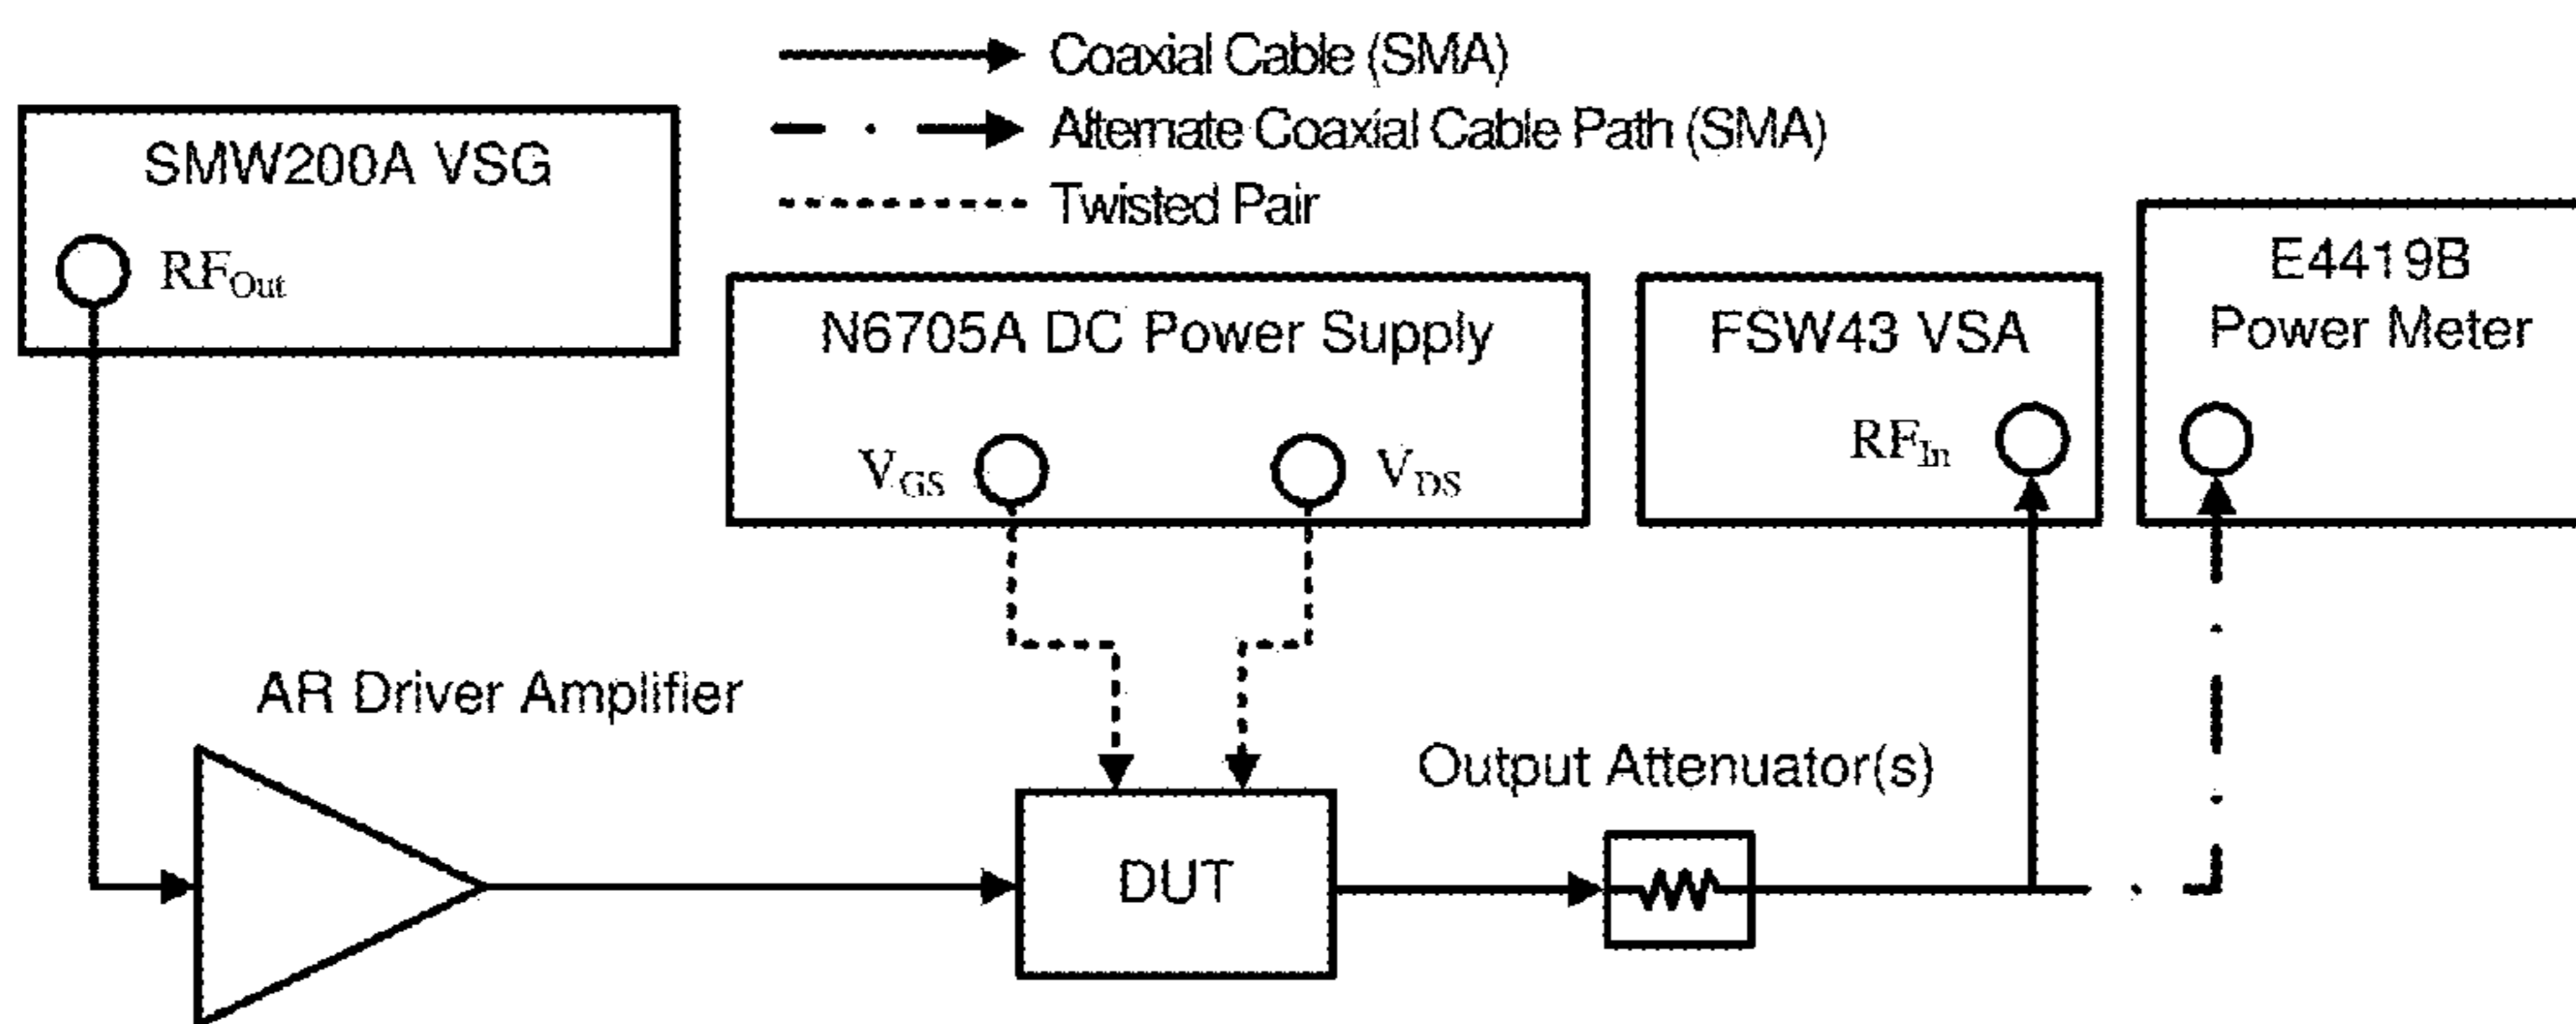 Coaxial Cable (SMA)
Alternate Coaxial Cable Path (SMA)
Twisted Pair
SMW200A VSG
RFOut
N6705A DC Power Supply
VGS
VDS
FSW43 VSA
RFIn
E4419B
Power Meter
AR Driver Amplifier
DUT
Output Attenuator(s)